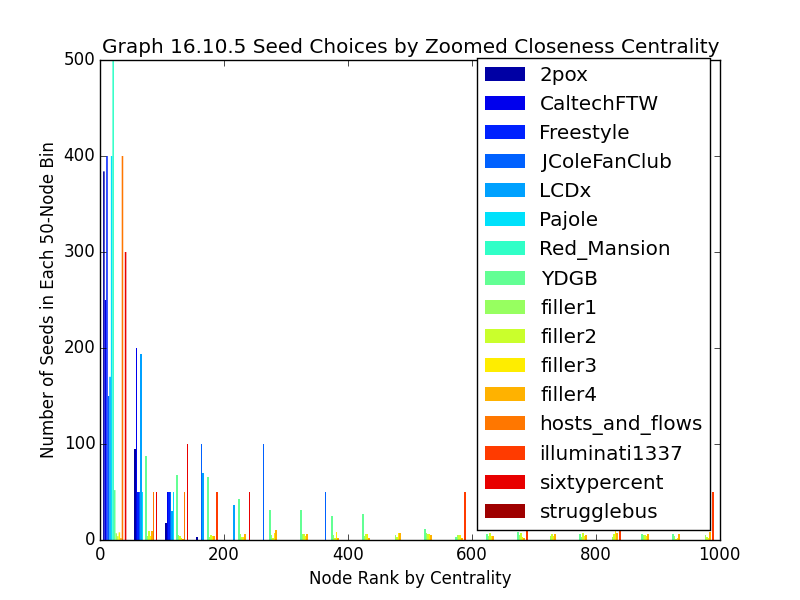 Graph 16.10.5 Seed Choices by Zoomed Closeness Centrality
500
400
300
200
100
0
Number of Seeds in Each 50-Node Bin
2pox
CaltechFTW
Freestyle
JColeFanClub
LCDx
Pajole
Red_Mansion
YDGB
filler1
filler2
filler3
filler4
hosts_and_flows
illuminati1337
sixtypercent
strugglebus
0 200 400 600 800 1000
Node Rank by Centrality